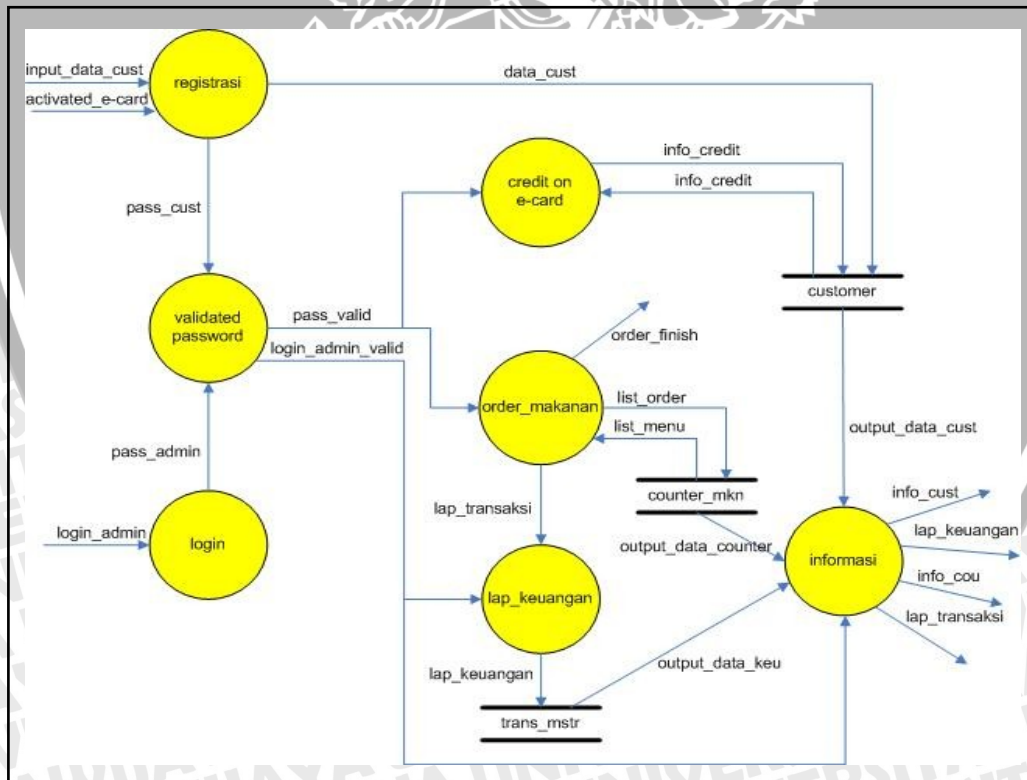 input_data_cust
activated_e-card
registrasi
data_cust
info_credit
info_credit
credit on
e-card
pass_cust
customer
validated
password
pass_valid
login_admin_valid
order_finish
order_makanan
list_order
list_menu
output_data_cust
pass_admin
counter_mkn
info_cust
lap_transaksi
lap_keuangan
login_admin
login
output_data_counter
informasi
info_cou
lap_keuangan
lap_transaksi
lap_keuangan
output_data_keu
trans_mstr